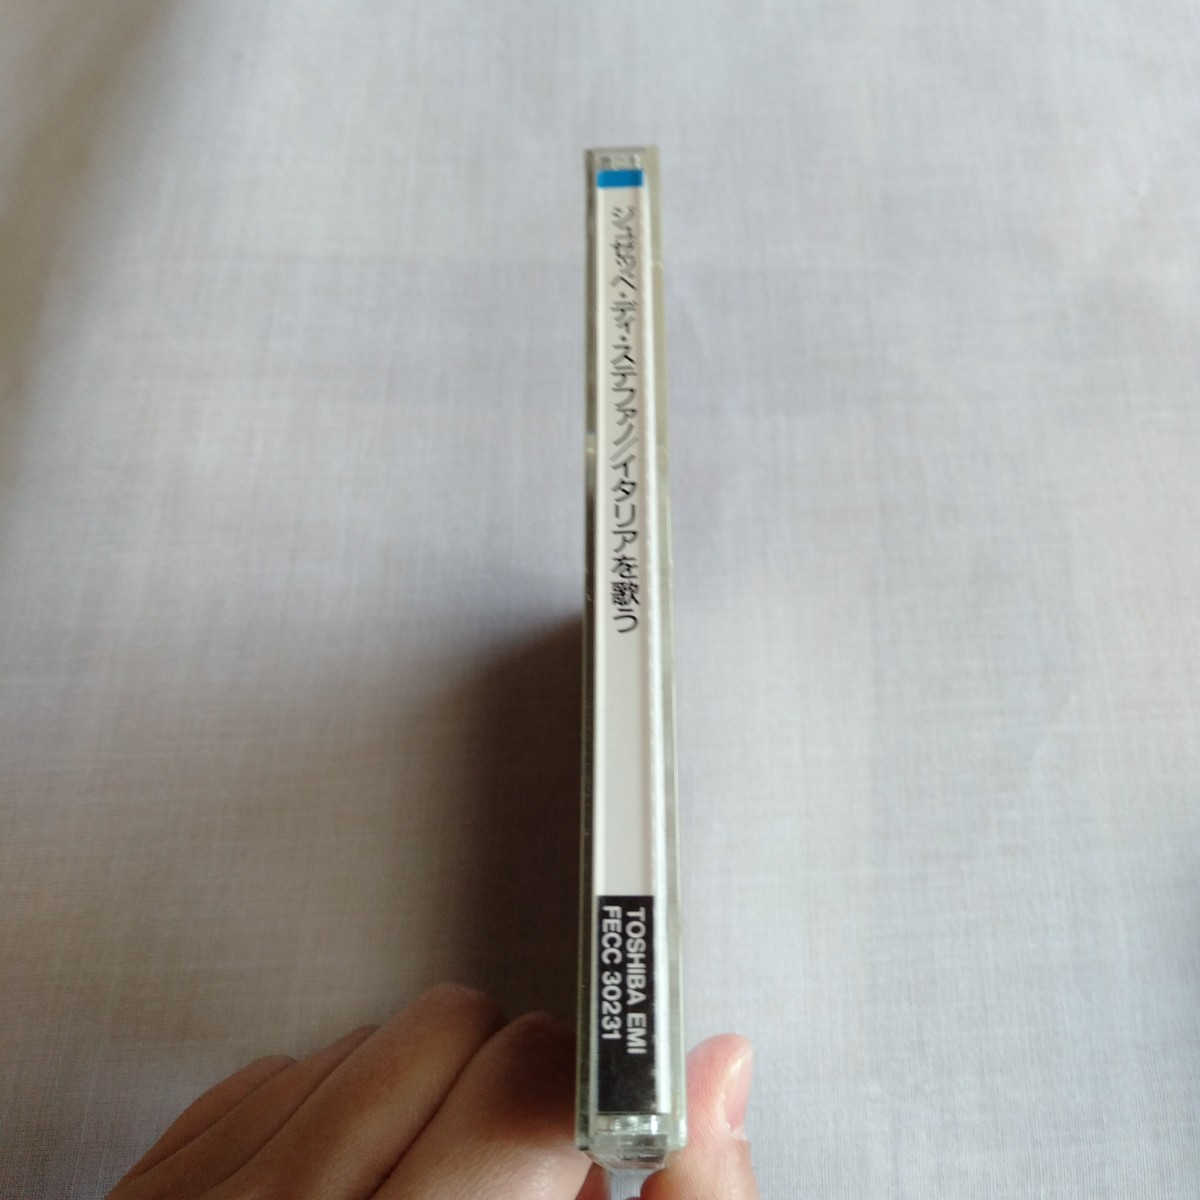 ジュゼッペ・ディ・ステファノ/イタリアを歌う
TOSHIBA EMI
FECC 30231